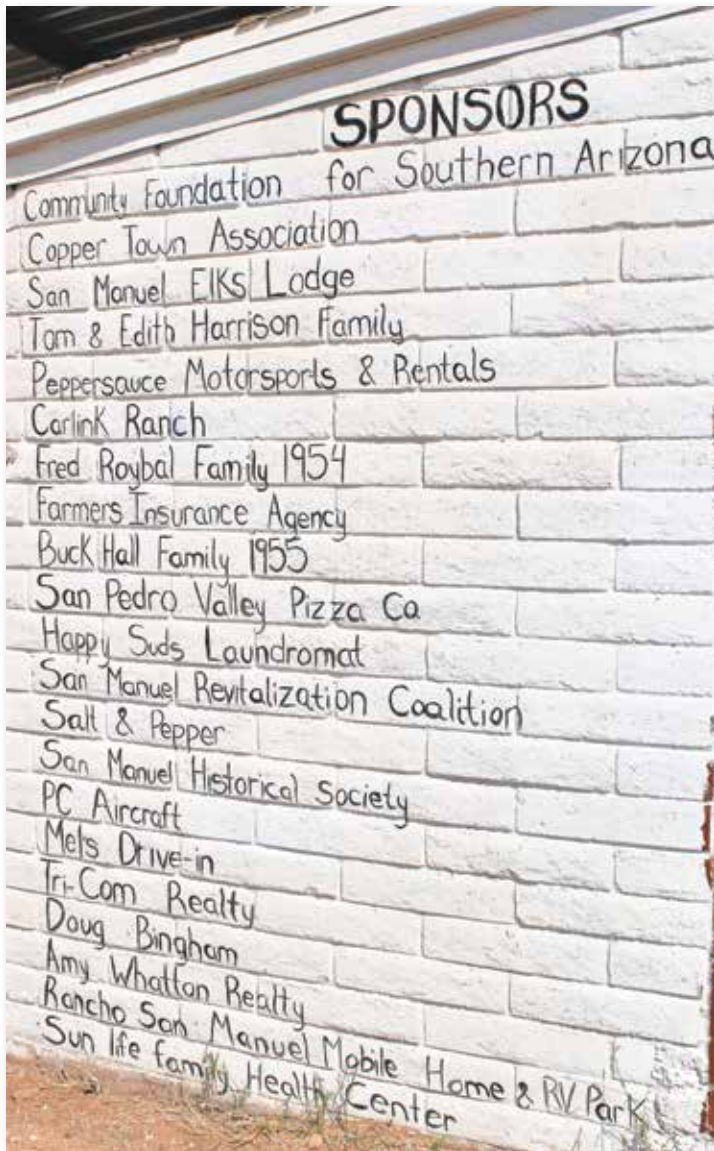 SPONSORS
Community Foundation for Southern Arizona
Copper Town Association
San Manuel Elks Lodge
Tom & Edith Harrison Family
Peppersauce Motorsports & Rentals
Carlink Ranch
Fred Roybal Family 1954
Farmers Insurance Agency
Buck Hall Family 1955
San Pedro Valley Pizza Co
Happy Suds Laundromat
San Manuel Revitalization Coalition
Salt & Pepper
San Manuel Historical Society
PC Aircraft
Mels Drive-in
Tri-Com Realty
Doug Bingham
Amy Whatton Realty
Rancho San Manuel Mobile Home & RV Park
Sun life family Health Center